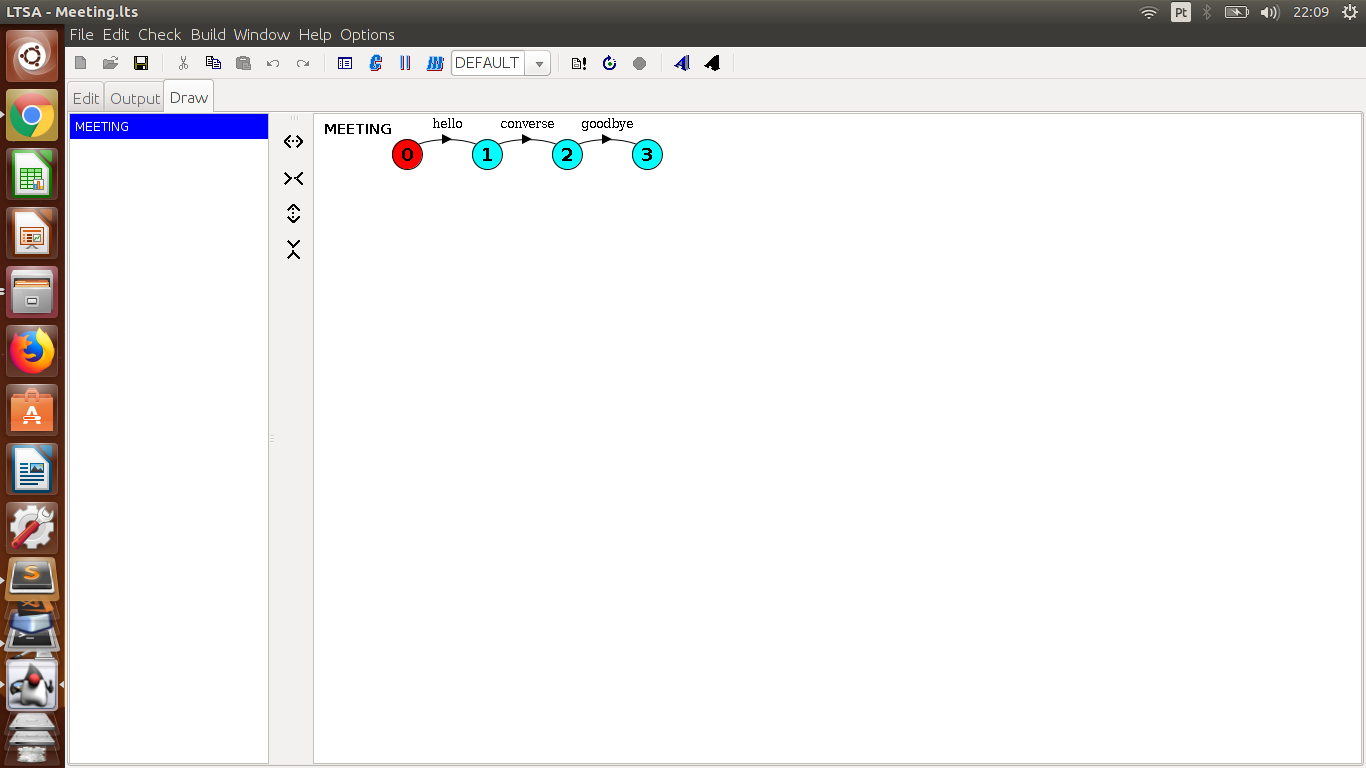 LTSA - Meeting.lts
Pt
22:09
File Edit Check Build Window Help Options
DEFAULT
Edit Output Draw
MEETING
MEETING
hello converse goodbye
0 1 2 3